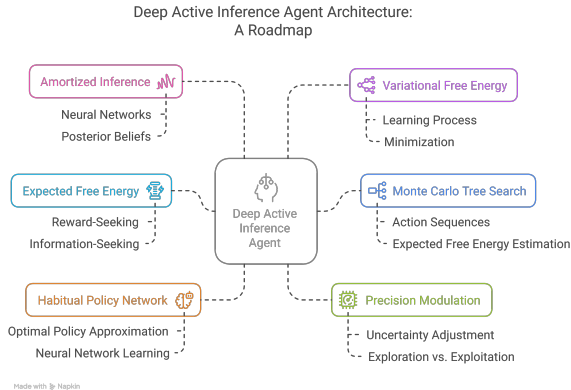 Deep Active Inference Agent Architecture:
A Roadmap
Amortized Inference
Neural Networks
Posterior Beliefs
Variational Free Energy
Learning Process
Minimization
Expected Free Energy
Reward-Seeking
Information-Seeking
Deep Active
Inference
Agent
Monte Carlo Tree Search
Action Sequences
Expected Free Energy Estimation
Habitual Policy Network
Optimal Policy Approximation
Neural Network Learning
Precision Modulation
Uncertainty Adjustment
Exploration vs. Exploitation
Made with Napkin